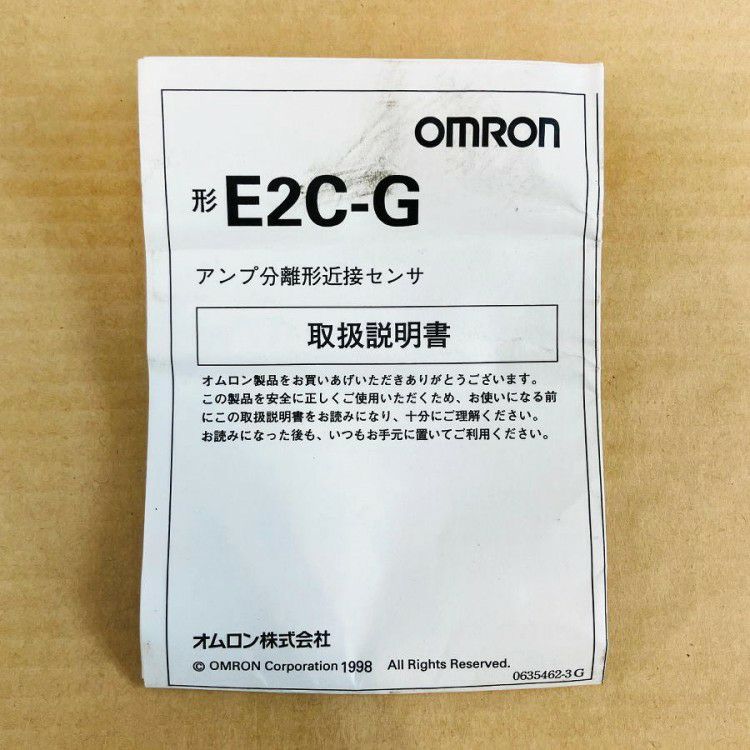 OMRON
形 E2C-G
アンプ分離形近接センサ
取扱説明書
オムロン製品をお買いあげいただきありがとうございます。
この製品を安全に正しくご使用いただくため、お使いになる前
にこの取扱説明書をお読みになり、十分にご理解ください。
お読みになった後も、いつもお手元に置いてご利用ください。
オムロン株式会社
© OMRON Corporation 1998 All Rights Reserved.
0635462-3 G